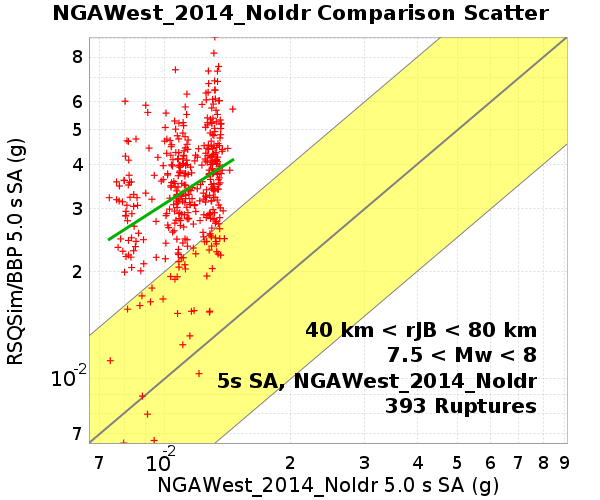 NGAWest_2014_NoIdr Comparison Scatter
RSQSim/BBP 5.0 s SA (g)
8
6
5
4
3
2
10-2
7
40 km < rJB < 80 km
7.5 < Mw < 8
5s SA, NGAWest_2014_NoIdr
393 Ruptures
7 10-2 2 3 4 5 6 7 8 9
NGAWest_2014_NoIdr 5.0 s SA (g)